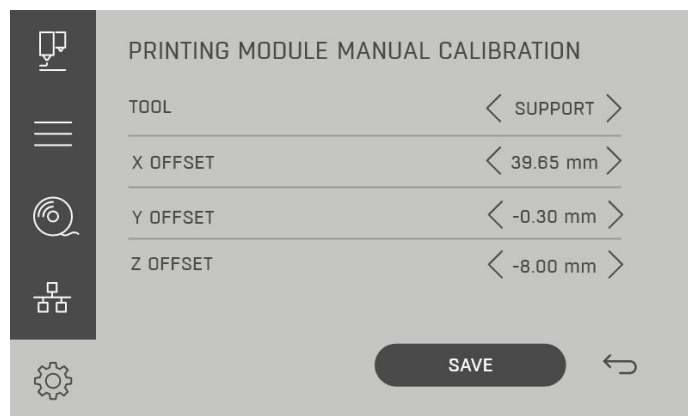 PRINTING MODULE MANUAL CALIBRATION
TOOL SUPPORT
X OFFSET 39.65 mm
Y OFFSET -0.30 mm
Z OFFSET -8.00 mm
SAVE